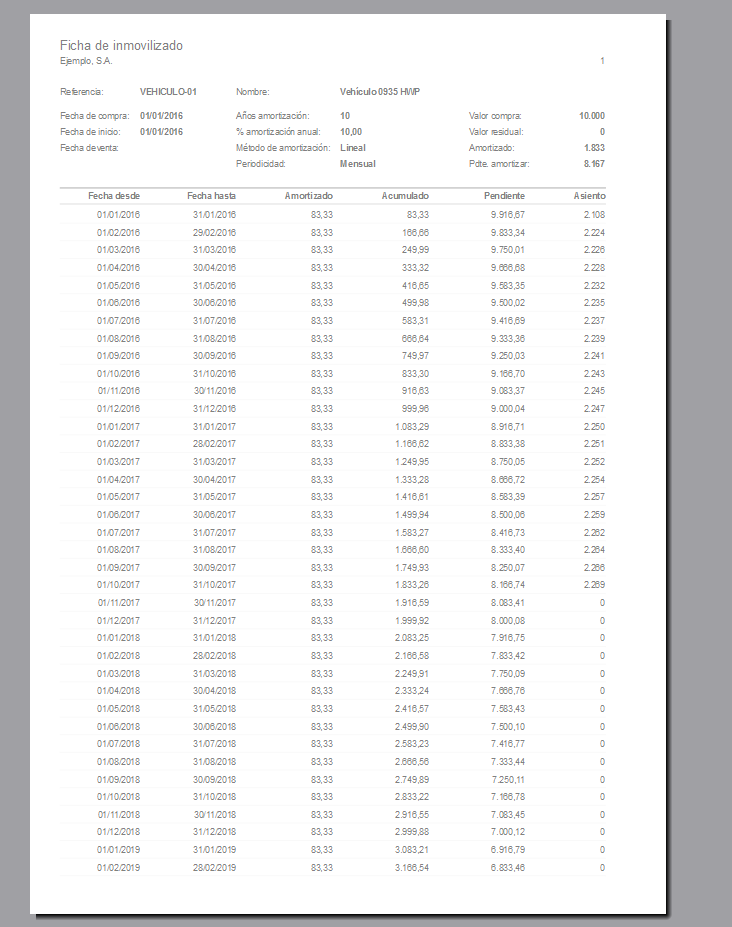 Ficha de inmovilizado
Ejemplo, S.A. 1
Referencia: VEHICULO-01 Nombre: Vehículo 0935 HWP
Fecha de compra: 01/01/2016 Años amortización: 10 Valor compra: 10.000
Fecha de inicio: 01/01/2016 % amortización anual: 10,00 Valor residual: 0
Fecha de venta: Método de amortización: Lineal Amortizado: 1.833
Periodicidad: Mensual Pdte. amortizar: 8.167
Fecha desde Fecha hasta Amortizado Acumulado Pendiente Asiento
01/01/2016 31/01/2016 83,33 83,33 9.916,67 2.108
01/02/2016 29/02/2016 83,33 166,66 9.833,34 2.224
01/03/2016 31/03/2016 83,33 249,99 9.750,01 2.226
01/04/2016 30/04/2016 83,33 333,32 9.666,68 2.228
01/05/2016 31/05/2016 83,33 416,65 9.583,35 2.232
01/06/2016 30/06/2016 83,33 499,98 9.500,02 2.235
01/07/2016 31/07/2016 83,33 583,31 9.416,69 2.237
01/08/2016 31/08/2016 83,33 666,64 9.333,36 2.239
01/09/2016 30/09/2016 83,33 749,97 9.250,03 2.241
01/10/2016 31/10/2016 83,33 833,30 9.166,70 2.243
01/11/2016 30/11/2016 83,33 916,63 9.083,37 2.245
01/12/2016 31/12/2016 83,33 999,96 9.000,04 2.247
01/01/2017 31/01/2017 83,33 1.083,29 8.916,71 2.250
01/02/2017 28/02/2017 83,33 1.166,62 8.833,38 2.251
01/03/2017 31/03/2017 83,33 1.249,95 8.750,05 2.252
01/04/2017 30/04/2017 83,33 1.333,28 8.666,72 2.254
01/05/2017 31/05/2017 83,33 1.416,61 8.583,39 2.257
01/06/2017 30/06/2017 83,33 1.499,94 8.500,06 2.259
01/07/2017 31/07/2017 83,33 1.583,27 8.416,73 2.262
01/08/2017 31/08/2017 83,33 1.666,60 8.333,40 2.264
01/09/2017 30/09/2017 83,33 1.749,93 8.250,07 2.266
01/10/2017 31/10/2017 83,33 1.833,26 8.166,74 2.269
01/11/2017 30/11/2017 83,33 1.916,59 8.083,41 0
01/12/2017 31/12/2017 83,33 1.999,92 8.000,08 0
01/01/2018 31/01/2018 83,33 2.083,25 7.916,75 0
01/02/2018 28/02/2018 83,33 2.166,58 7.833,42 0
01/03/2018 31/03/2018 83,33 2.249,91 7.750,09 0
01/04/2018 30/04/2018 83,33 2.333,24 7.666,76 0
01/05/2018 31/05/2018 83,33 2.416,57 7.583,43 0
01/06/2018 30/06/2018 83,33 2.499,90 7.500,10 0
01/07/2018 31/07/2018 83,33 2.583,23 7.416,77 0
01/08/2018 31/08/2018 83,33 2.666,56 7.333,44 0
01/09/2018 30/09/2018 83,33 2.749,89 7.250,11 0
01/10/2018 31/10/2018 83,33 2.833,22 7.166,78 0
01/11/2018 30/11/2018 83,33 2.916,55 7.083,45 0
01/12/2018 31/12/2018 83,33 2.999,88 7.000,12 0
01/01/2019 31/01/2019 83,33 3.083,21 6.916,79 0
01/02/2019 28/02/2019 83,33 3.166,54 6.833,46 0